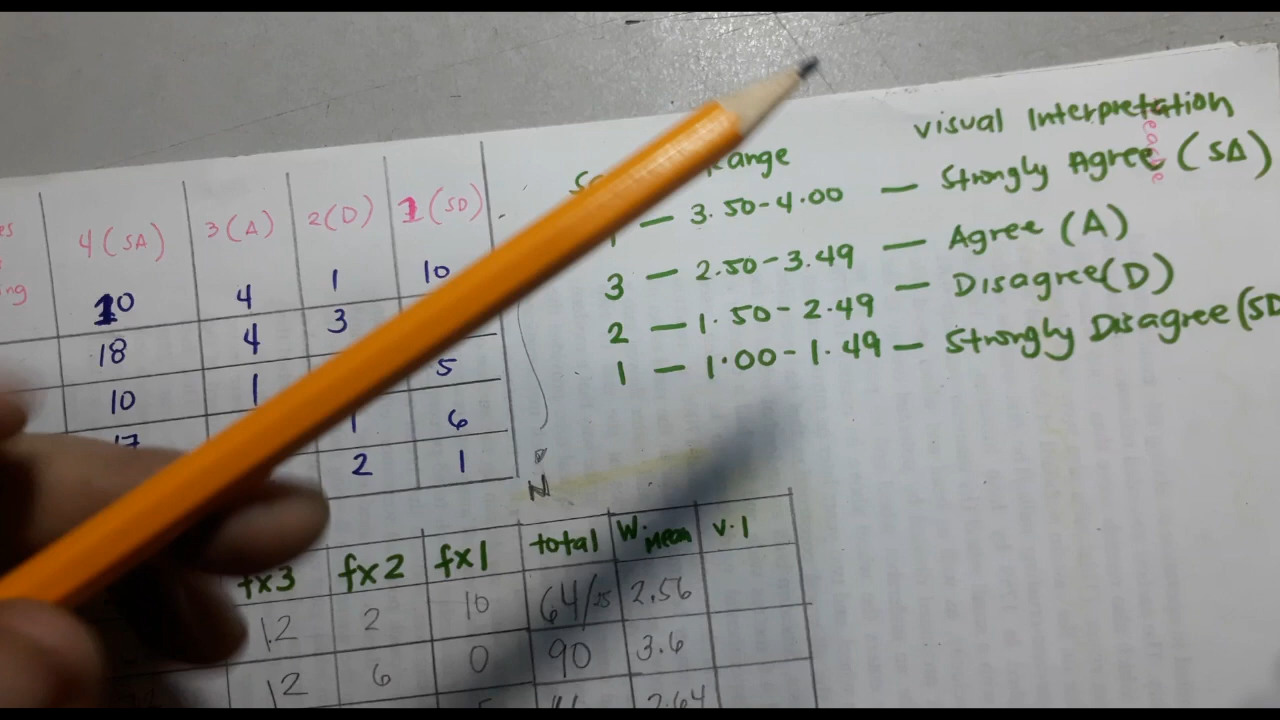 visual Interpretation
Range
4 (SA) 3 (A) 2 (D) 1 (SD)
3.50-4.00 — Strongly Agree (SA)
3 — 2.50-3.49 — Agree (A)
2 — 1.50-2.49 — Disagree(D)
1 — 1.00-1.49 — Strongly Disagree (SD
10 4 1 10
18 4 3
10 1 5
17 1 6
2 1
N
fx3 fx2 fx1 total W. Mean V.I
12 2 10 64/25 2.56
12 6 0 90 3.6
2.64